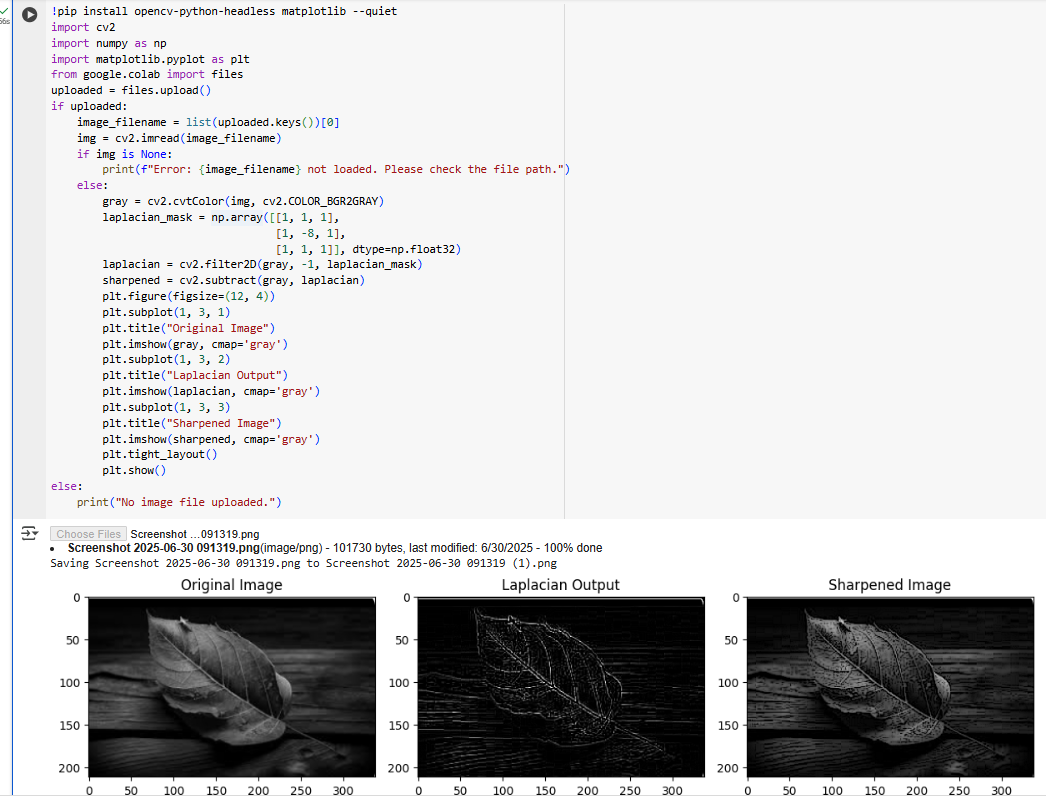 56s
!pip install opencv-python-headless matplotlib --quiet
import cv2
import numpy as np
import matplotlib.pyplot as plt
from google.colab import files
uploaded = files.upload()
if uploaded:
    image_filename = list(uploaded.keys())[0]
    img = cv2.imread(image_filename)
    if img is None:
        print(f"Error: {image_filename} not loaded. Please check the file path.")
    else:
        gray = cv2.cvtColor(img, cv2.COLOR_BGR2GRAY)
        laplacian_mask = np.array([[1, 1, 1],
                                   [1, -8, 1],
                                   [1, 1, 1]], dtype=np.float32)
        laplacian = cv2.filter2D(gray, -1, laplacian_mask)
        sharpened = cv2.subtract(gray, laplacian)
        plt.figure(figsize=(12, 4))
        plt.subplot(1, 3, 1)
        plt.title("Original Image")
        plt.imshow(gray, cmap='gray')
        plt.subplot(1, 3, 2)
        plt.title("Laplacian Output")
        plt.imshow(laplacian, cmap='gray')
        plt.subplot(1, 3, 3)
        plt.title("Sharpened Image")
        plt.imshow(sharpened, cmap='gray')
        plt.tight_layout()
        plt.show()
else:
    print("No image file uploaded.")
Choose Files Screenshot ...091319.png
• Screenshot 2025-06-30 091319.png(image/png) - 101730 bytes, last modified: 6/30/2025 - 100% done
Saving Screenshot 2025-06-30 091319.png to Screenshot 2025-06-30 091319 (1).png
Original Image Laplacian Output Sharpened Image
0 0 0
50 50 50
100 100 100
150 150 150
200 200 200
0 50 100 150 200 250 300 0 50 100 150 200 250 300 0 50 100 150 200 250 300